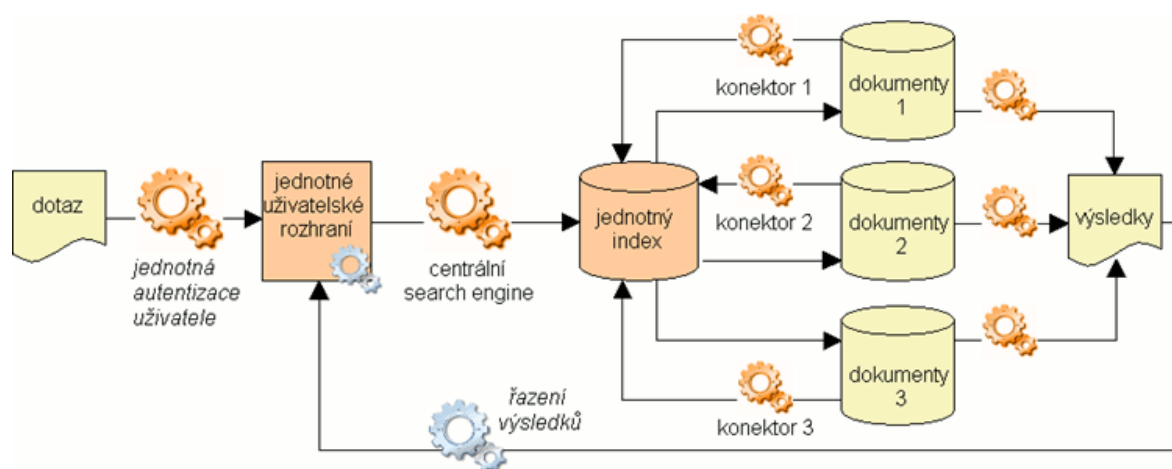 dotaz
jednotná
autentizace
uživatele
jednotné
uživatelské
rozhraní
centrální
search engine
jednotný
index
konektor 1
dokumenty
1
konektor 2
dokumenty
2
konektor 3
dokumenty
3
výsledky
řazení
výsledků